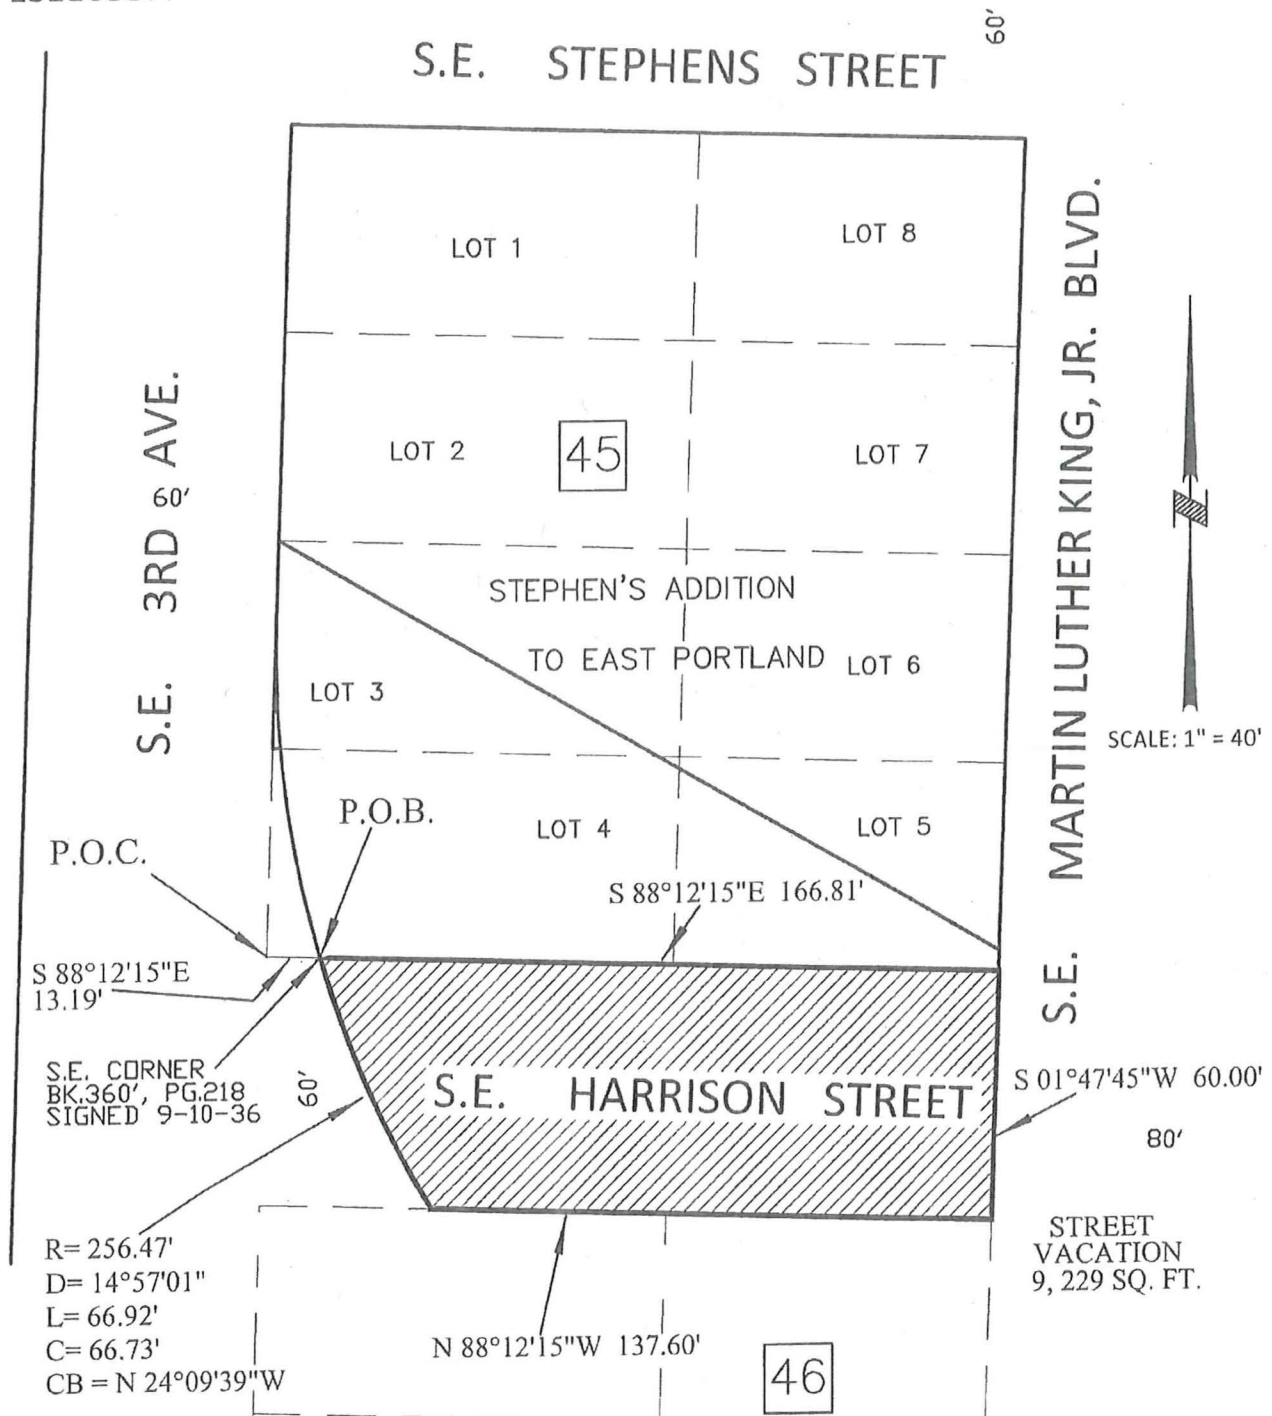 60'
S.E. STEPHENS STREET
LOT 1
LOT 8
S.E. MARTIN LUTHER KING, JR. BLVD.
S.E. 3RD AVE.
60'
LOT 2
45
LOT 7
STEPHEN'S ADDITION
TO EAST PORTLAND
LOT 6
LOT 3
SCALE: 1" = 40'
P.O.B.
LOT 4
LOT 5
P.O.C.
S 88°12'15"E 166.81'
S 88°12'15"E
13.19'
S.E. CORNER
BK.360', PG.218
SIGNED 9-10-36
60'
S.E. HARRISON STREET
S 01°47'45"W 60.00'
80'
STREET
VACATION
9, 229 SQ. FT.
R= 256.47'
D= 14°57'01"
L= 66.92'
C= 66.73'
CB = N 24°09'39"W
N 88°12'15"W 137.60'
46